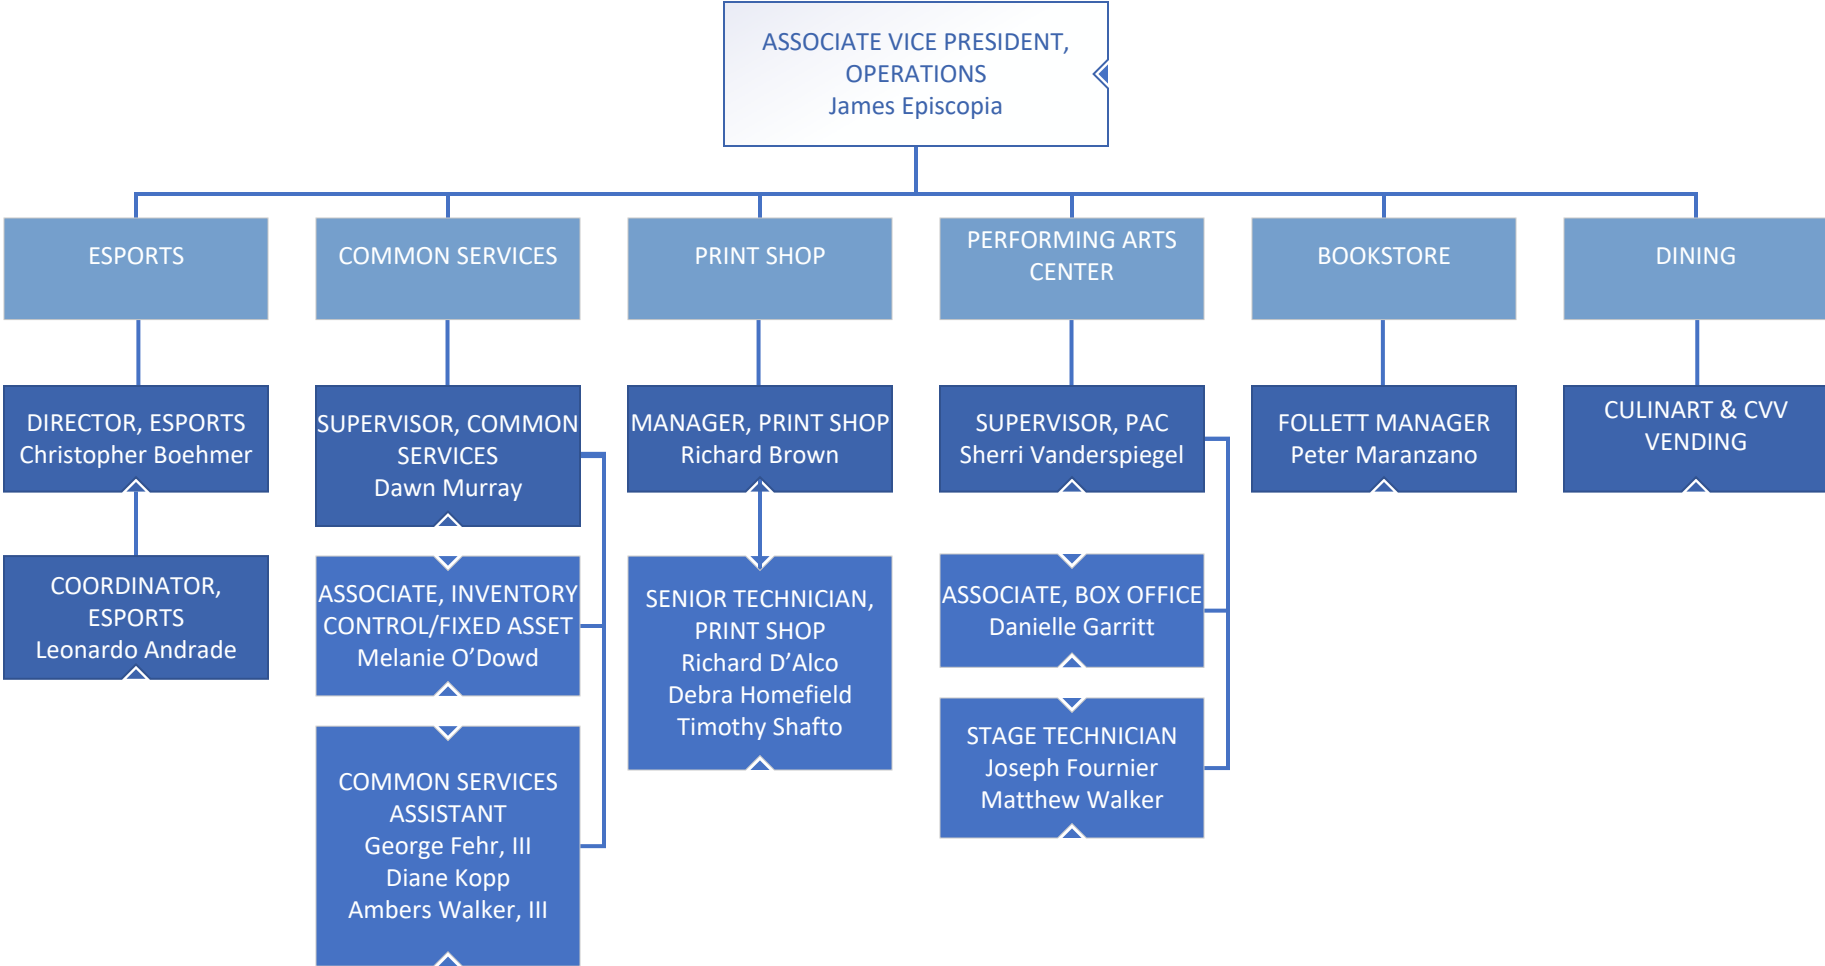 ASSOCIATE VICE PRESIDENT,
OPERATIONS
James Episcopia
ESPORTS
COMMON SERVICES
PRINT SHOP
PERFORMING ARTS
CENTER
BOOKSTORE
DINING
DIRECTOR, ESPORTS
Christopher Boehmer
SUPERVISOR, COMMON
SERVICES
Dawn Murray
MANAGER, PRINT SHOP
Richard Brown
SUPERVISOR, PAC
Sherri Vanderspiegel
FOLLETT MANAGER
Peter Maranzano
CULINART & CVV
VENDING
COORDINATOR,
ESPORTS
Leonardo Andrade
ASSOCIATE, INVENTORY
CONTROL/FIXED ASSET
Melanie O’Dowd
SENIOR TECHNICIAN,
PRINT SHOP
Richard D’Alco
Debra Homefield
Timothy Shafto
ASSOCIATE, BOX OFFICE
Danielle Garritt
COMMON SERVICES
ASSISTANT
George Fehr, III
Diane Kopp
Ambers Walker, III
STAGE TECHNICIAN
Joseph Fournier
Matthew Walker